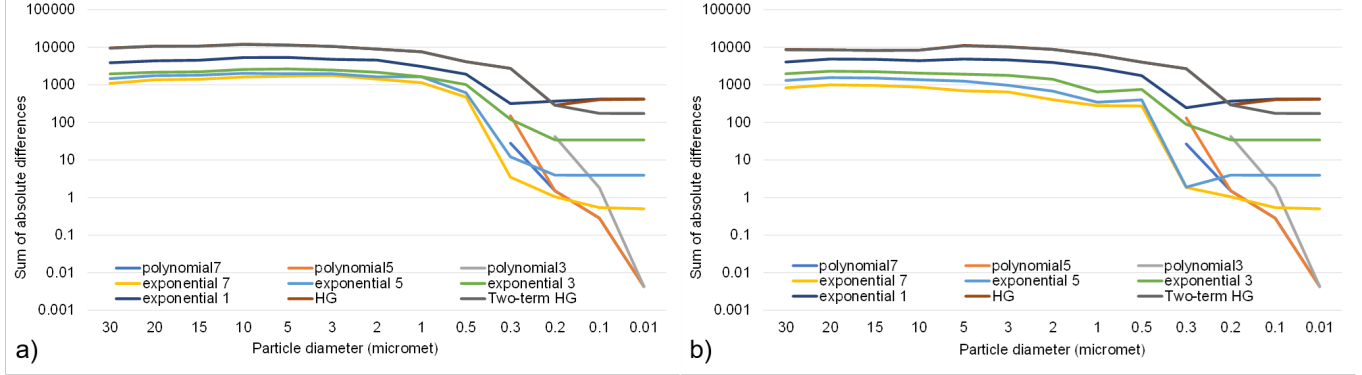 100000
10000
1000
100
10
1
0.1
0.01
0.001
Sum of absolute differences
polynomial7 polynomial5 polynomial3
exponential 7 exponential 5 exponential 3
exponential 1 HG Two-term HG
30 20 15 10 5 3 2 1 0.5 0.3 0.2 0.1 0.01
Particle diameter (micromet)
a)
100000
10000
1000
100
10
1
0.1
0.01
0.001
Sum of absolute differences
polynomial7 polynomial5 polynomial3
exponential 7 exponential 5 exponential 3
exponential 1 HG Two-term HG
30 20 15 10 5 3 2 1 0.5 0.3 0.2 0.1 0.01
Particle diameter (micromet)
b)